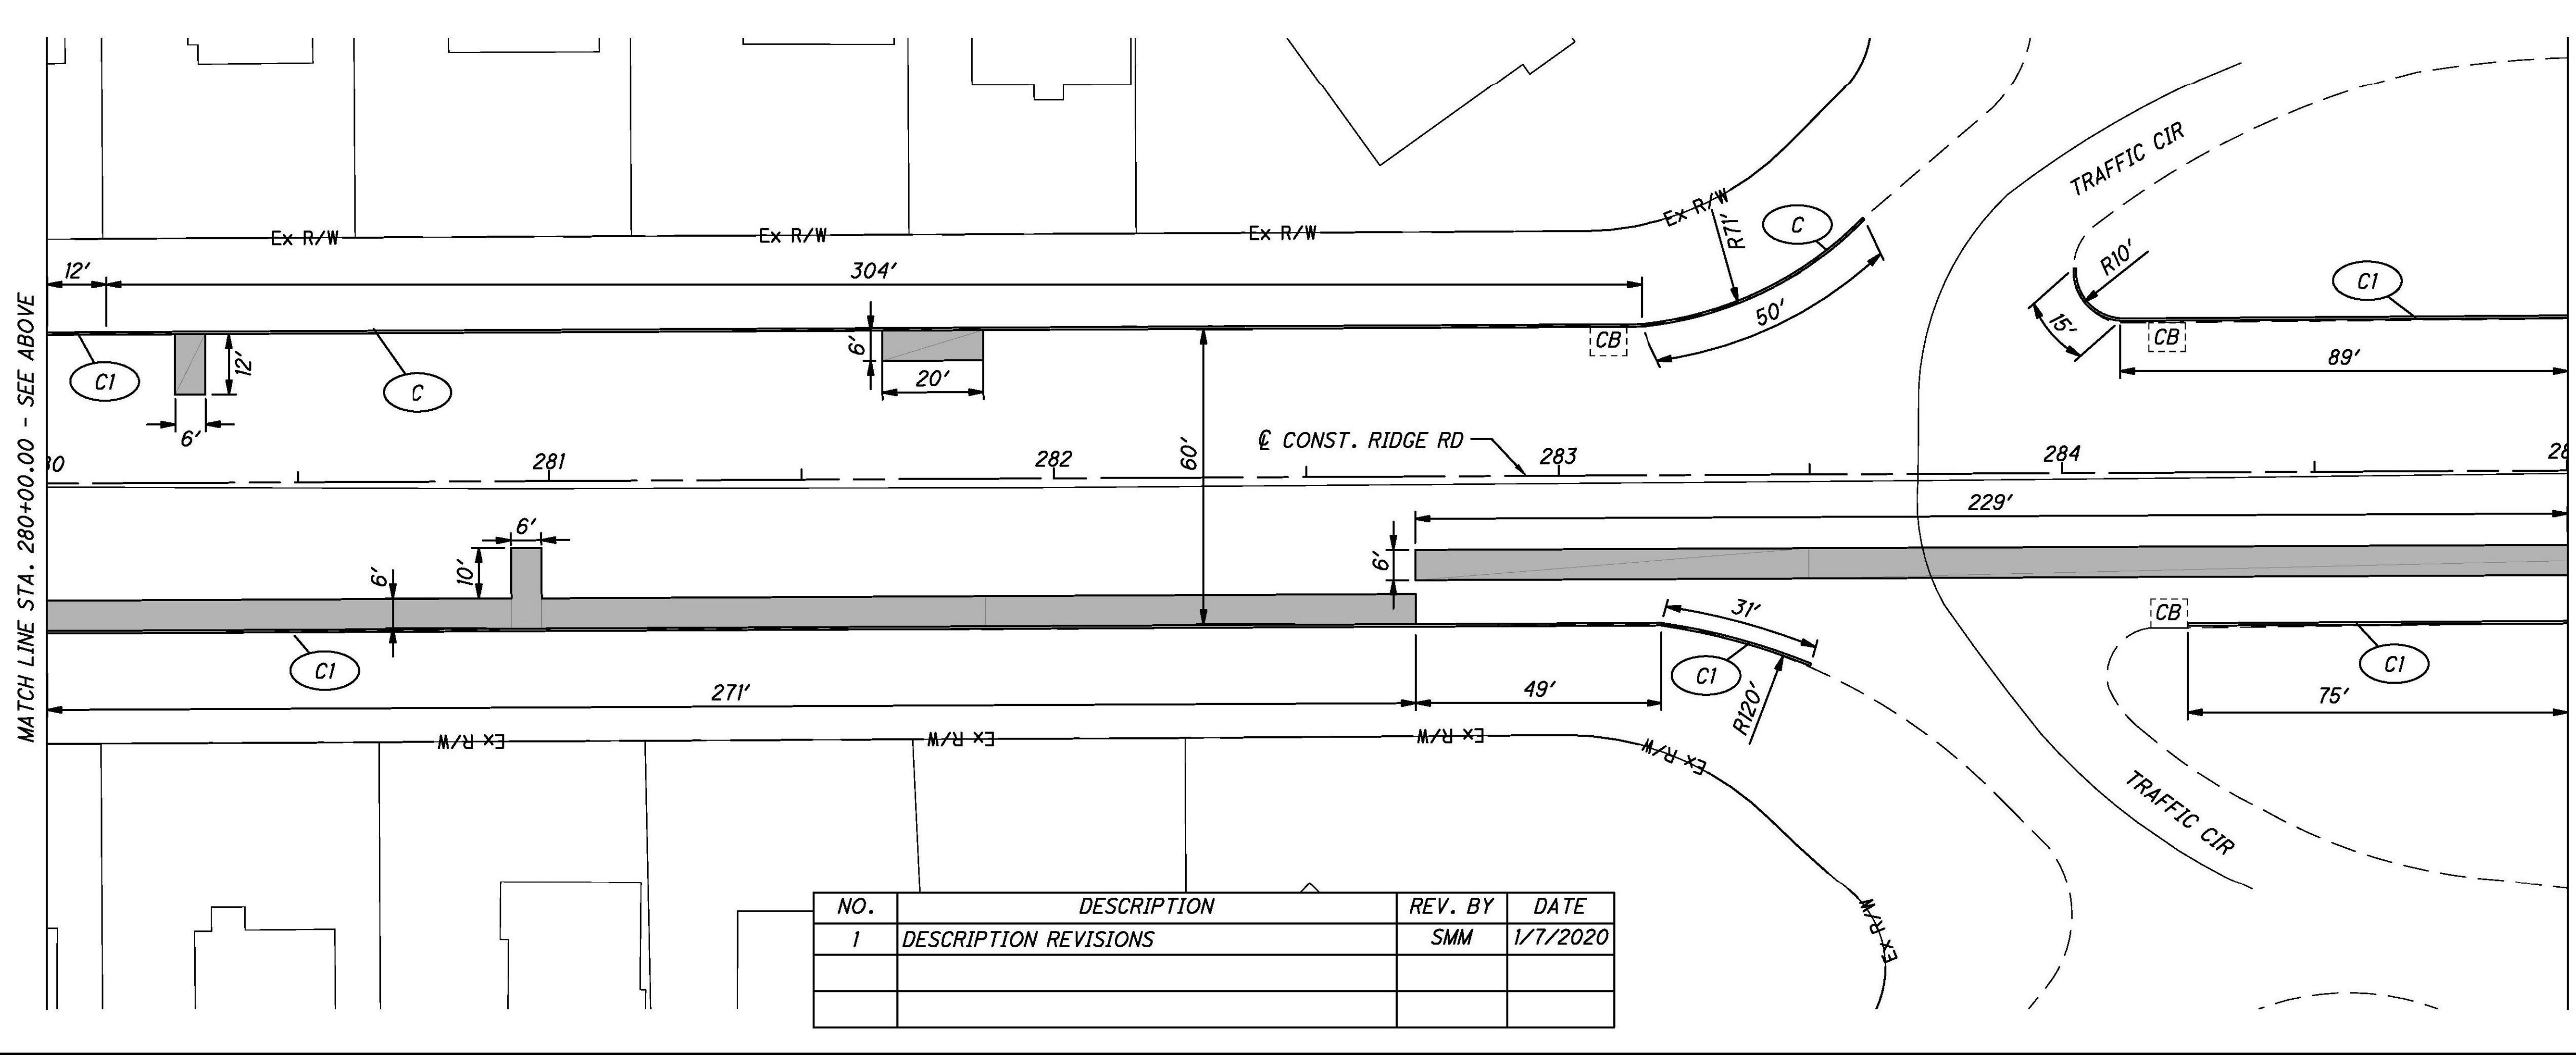 TRAFFIC CIR
Ex R/W
Ex R/W
Ex R/W
Ex R/W
R71'
C
R10'
12'
304'
C1
50'
15'
CB
CB
89'
6'
20'
12'
C1
C
6'
60'
℄ CONST. RIDGE RD
MATCH LINE STA. 280+00.00 - SEE ABOVE
30
281
282
283
284
28
229'
6'
10'
6'
6'
31'
CB
C1
C1
C1
R120'
271'
49'
75'
Ex R/W
Ex R/W
Ex R/W
Ex R/W
TRAFFIC CIR
Ex R/W
NO. DESCRIPTION REV. BY DATE
1 DESCRIPTION REVISIONS SMM 1/7/2020